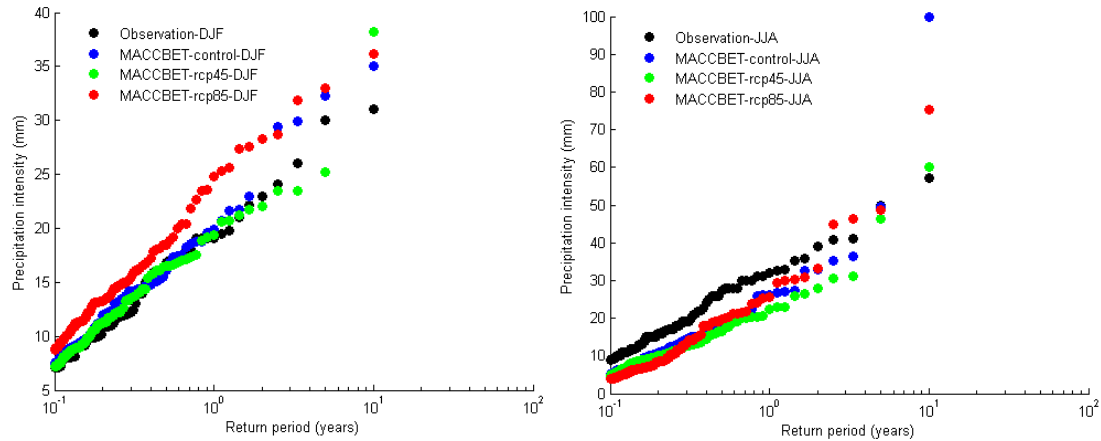 Observation-DJF
MACCBET-control-DJF
MACCBET-rcp45-DJF
MACCBET-rcp85-DJF
Precipitation intensity (mm)
40
35
30
25
20
15
10
5
10^-1
10^0
10^1
10^2
Return period (years)
Observation-JJA
MACCBET-control-JJA
MACCBET-rcp45-JJA
MACCBET-rcp85-JJA
Precipitation intensity (mm)
100
90
80
70
60
50
40
30
20
10
0
10^-1
10^0
10^1
10^2
Return period (years)